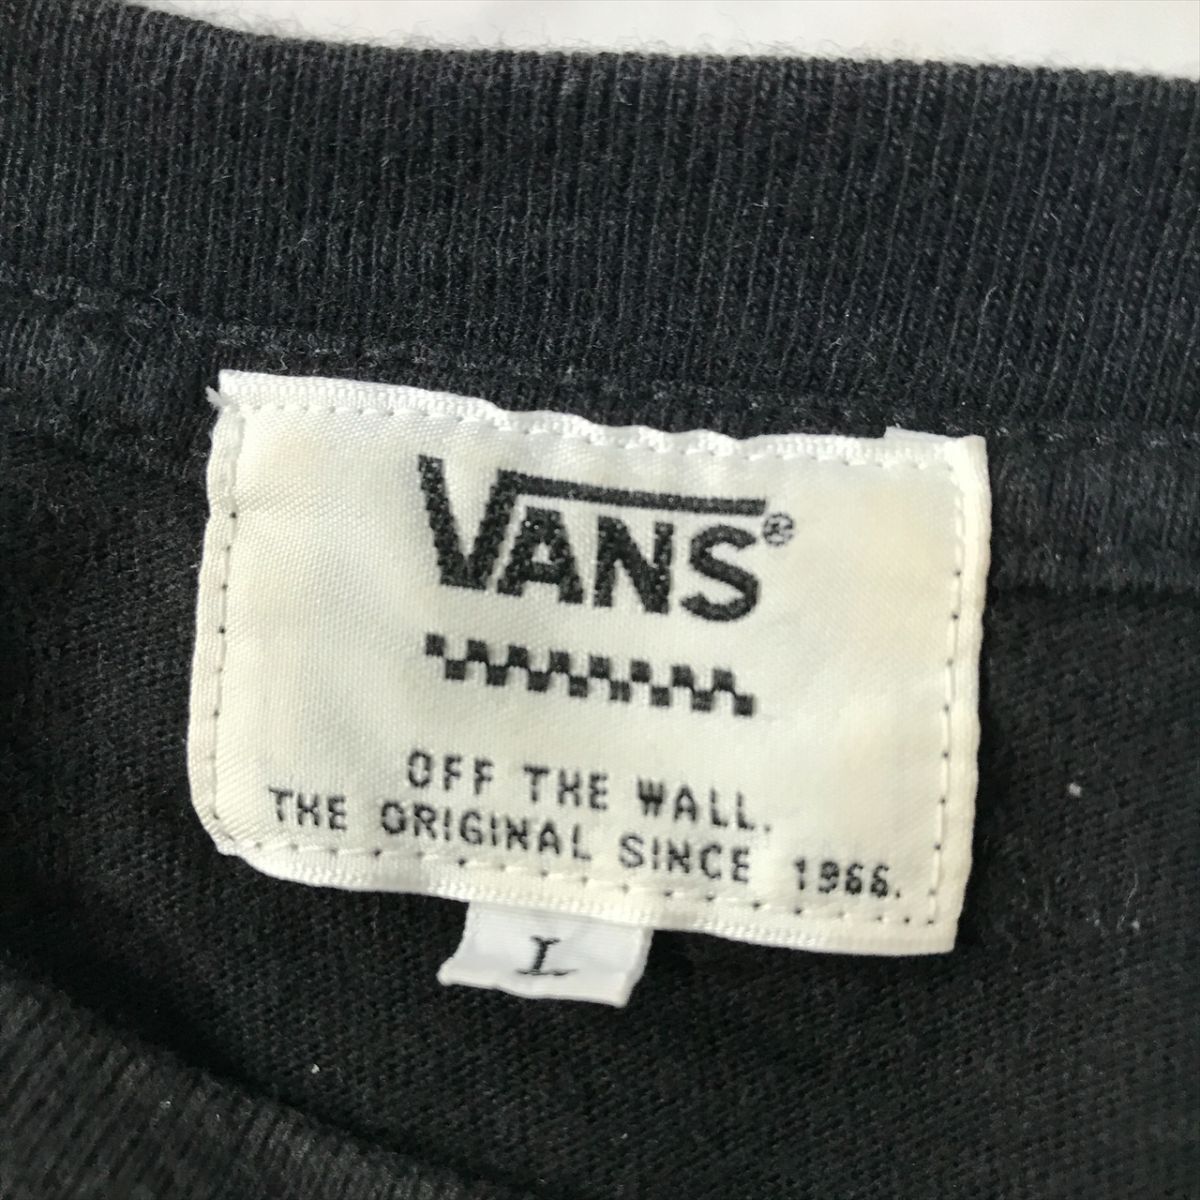 VANS®
OFF THE WALL.
THE ORIGINAL SINCE 1966.
L